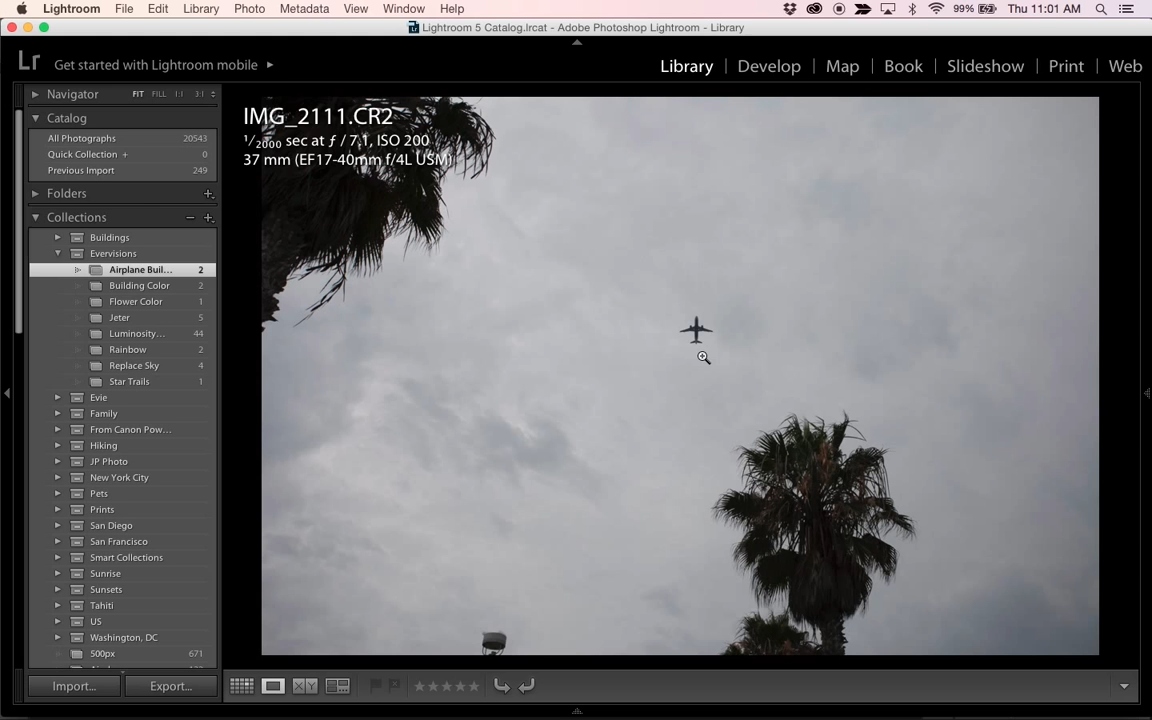 Lightroom File Edit Library Photo Metadata View Window Help 99% Thu 11:01 AM
Lightroom 5 Catalog.lrcat - Adobe Photoshop Lightroom - Library
Lr Get started with Lightroom mobile
Library | Develop | Map | Book | Slideshow | Print | Web
Navigator FIT FILL 1:1 3:1
Catalog
All Photographs 20543
Quick Collection + 0
Previous Import 249
Folders
Collections
Buildings
Evervisions
Airplane Buil... 2
Building Color 2
Flower Color 1
Jeter 5
Luminosity... 44
Rainbow 2
Replace Sky 4
Star Trails 1
Evie
Family
From Canon Pow...
Hiking
JP Photo
New York City
Pets
Prints
San Diego
San Francisco
Smart Collections
Sunrise
Sunsets
Tahiti
US
Washington, DC
500px 671
Import... Export...
IMG_2111.CR2
1/2000 sec at ƒ / 7.1, ISO 200
37 mm (EF17-40mm f/4L USM)
XY